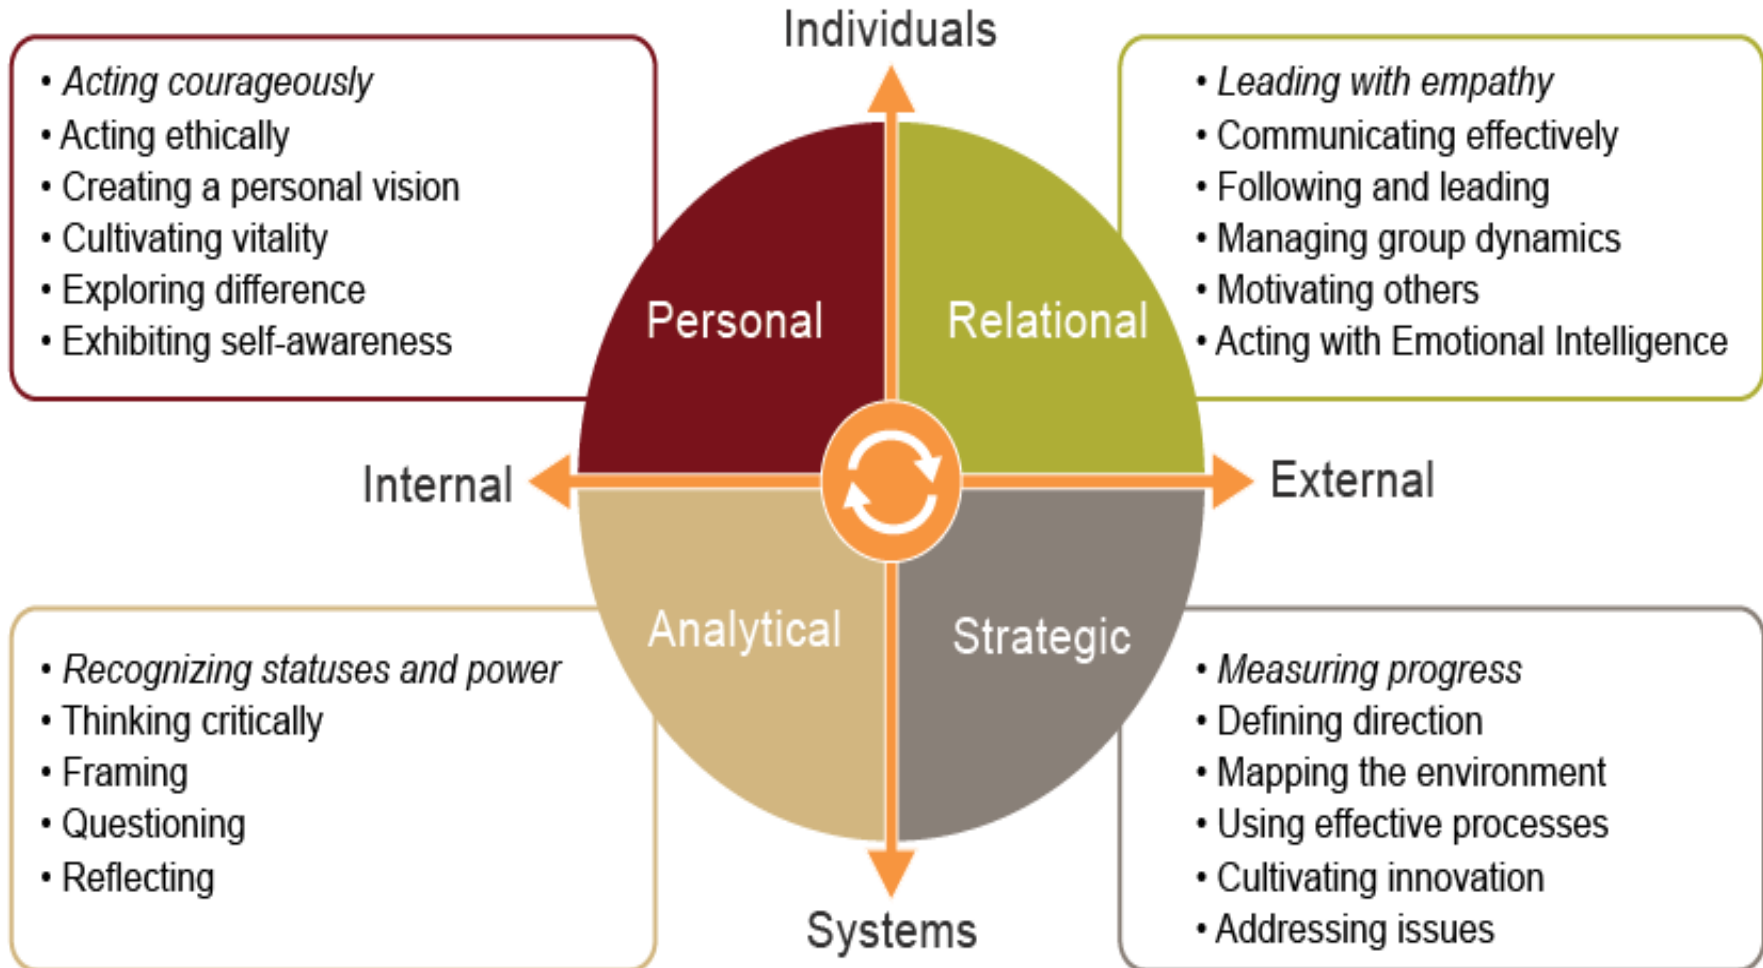 Individuals
• Acting courageously
• Acting ethically
• Creating a personal vision
• Cultivating vitality
• Exploring difference
• Exhibiting self-awareness
• Leading with empathy
• Communicating effectively
• Following and leading
• Managing group dynamics
• Motivating others
• Acting with Emotional Intelligence
Personal
Relational
Internal
External
Analytical
Strategic
• Recognizing statuses and power
• Thinking critically
• Framing
• Questioning
• Reflecting
• Measuring progress
• Defining direction
• Mapping the environment
• Using effective processes
• Cultivating innovation
• Addressing issues
Systems